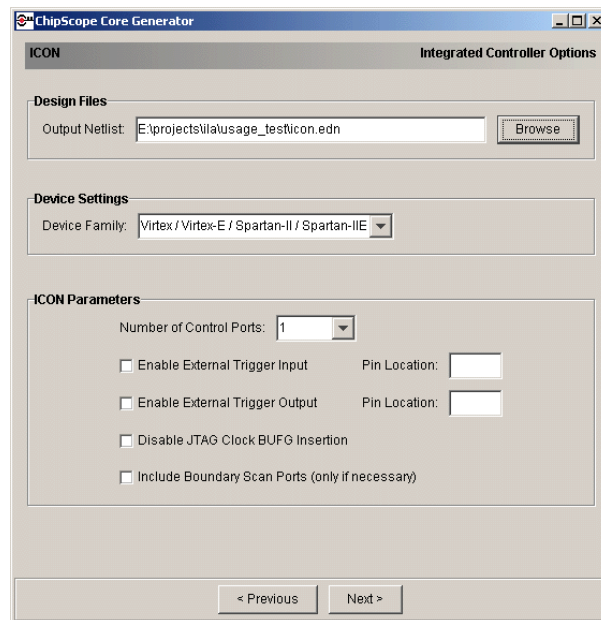 ChipScope Core Generator
ICON Integrated Controller Options
Design Files
Output Netlist: E:\projects\ila\usage_test\icon.edn Browse
Device Settings
Device Family: Virtex / Virtex-E / Spartan-II / Spartan-IIE
ICON Parameters
Number of Control Ports: 1
Enable External Trigger Input Pin Location:
Enable External Trigger Output Pin Location:
Disable JTAG Clock BUFG Insertion
Include Boundary Scan Ports (only if necessary)
< Previous Next >